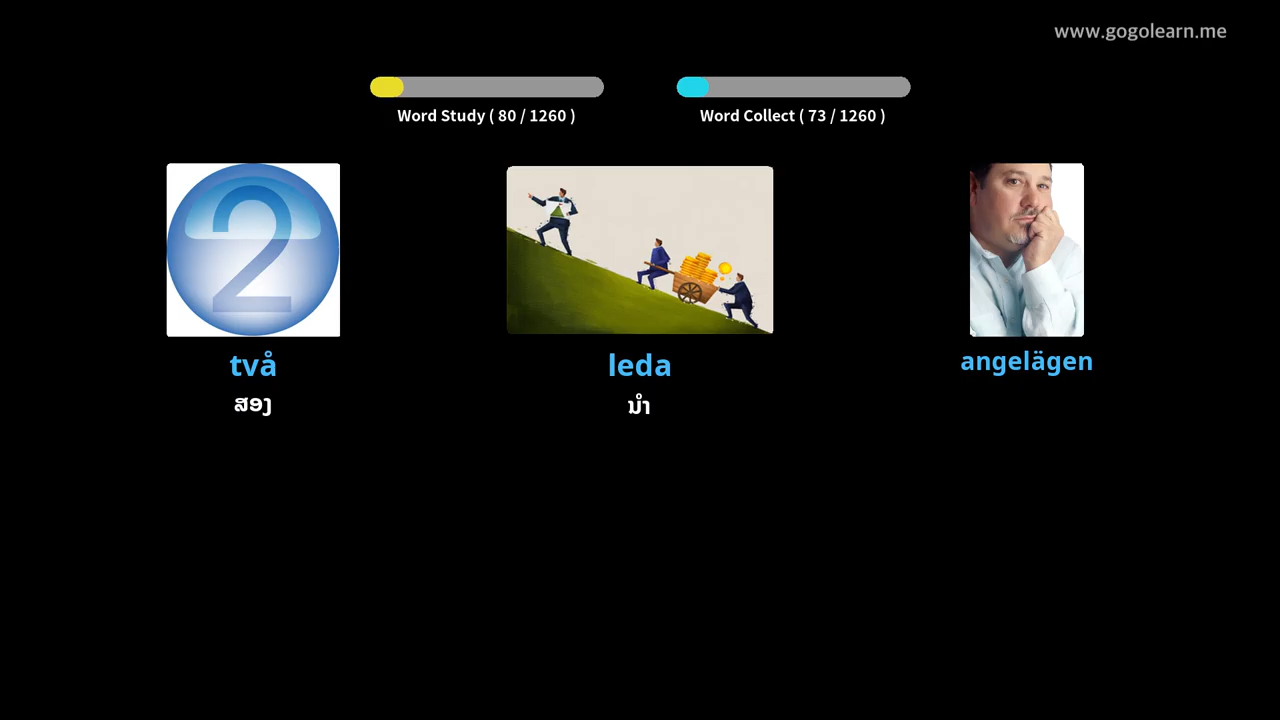 www.gogolearn.me
Word Study ( 80 / 1260 )
Word Collect ( 73 / 1260 )
2
två
leda
angelägen
ສອງ
ນຳ